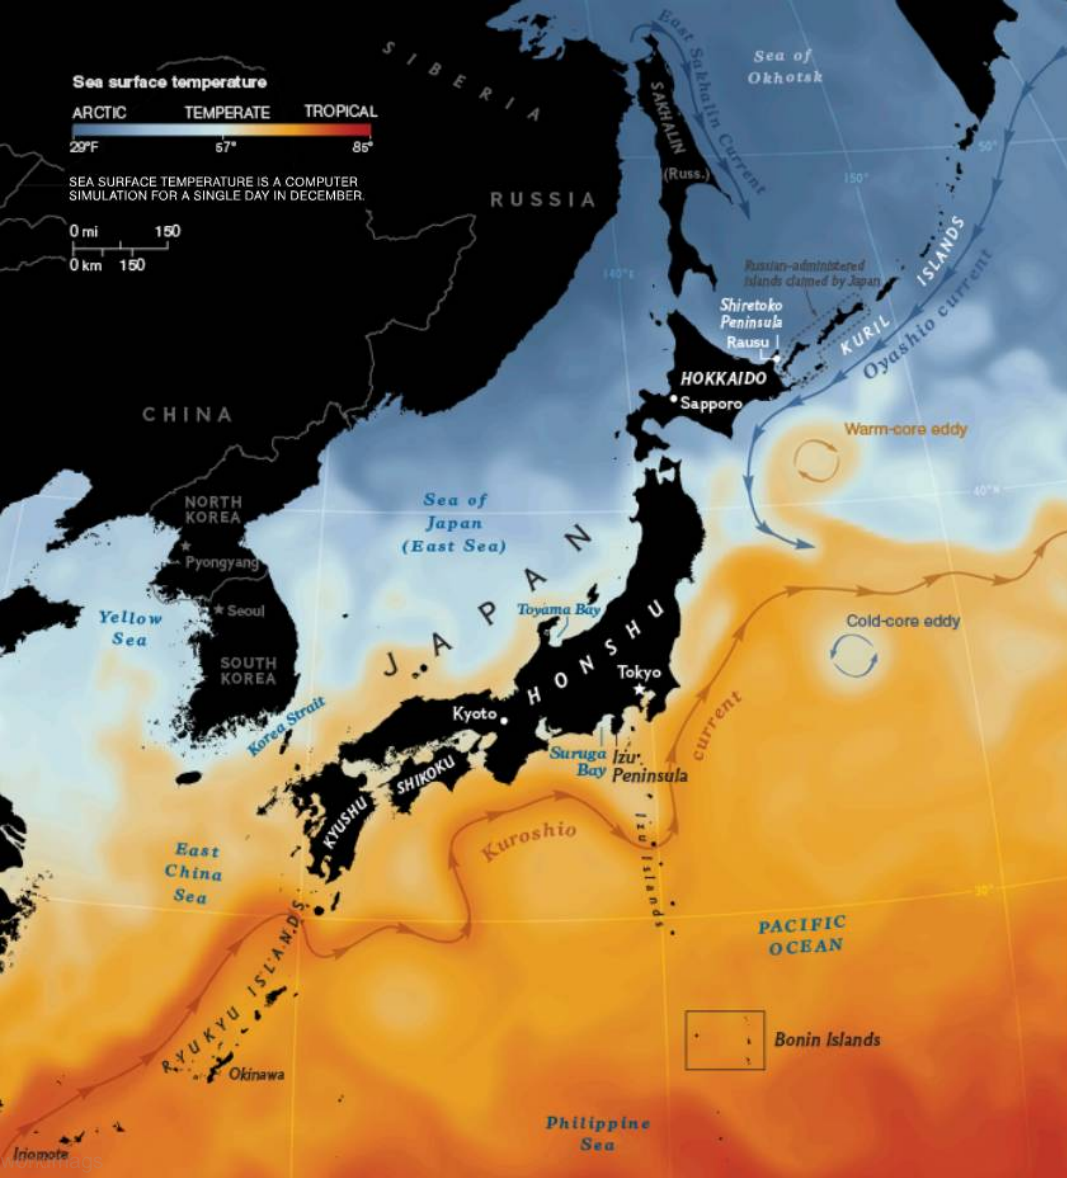 SIBERIA
East Sakhalin Current
Sea of
Okhotsk
Sea surface temperature
ARCTIC TEMPERATE TROPICAL
29°F 57° 85°
SEA SURFACE TEMPERATURE IS A COMPUTER
SIMULATION FOR A SINGLE DAY IN DECEMBER.
0 mi 150
0 km 150
SAKHALIN
(Russ.)
RUSSIA
50°
150°
140°E
KURIL ISLANDS
Oyashio current
Russian-administered
islands claimed by Japan
Shiretoko
Peninsula
Rausu
HOKKAIDO
Sapporo
CHINA
Warm-core eddy
40°N
NORTH
KOREA
Pyongyang
Sea of
Japan
(East Sea)
JAPAN
Seoul
Yellow
Sea
Toyama Bay
HONSHU
Cold-core eddy
SOUTH
KOREA
Tokyo
Kyoto
Korea Strait
Suruga
Bay
Izu
Peninsula
SHIKOKU
KYUSHU
Kuroshio current
Izu Islands
East
China
Sea
30°
PACIFIC
OCEAN
RYUKYU ISLANDS
Okinawa
Bonin Islands
Philippine
Sea
Iriomote